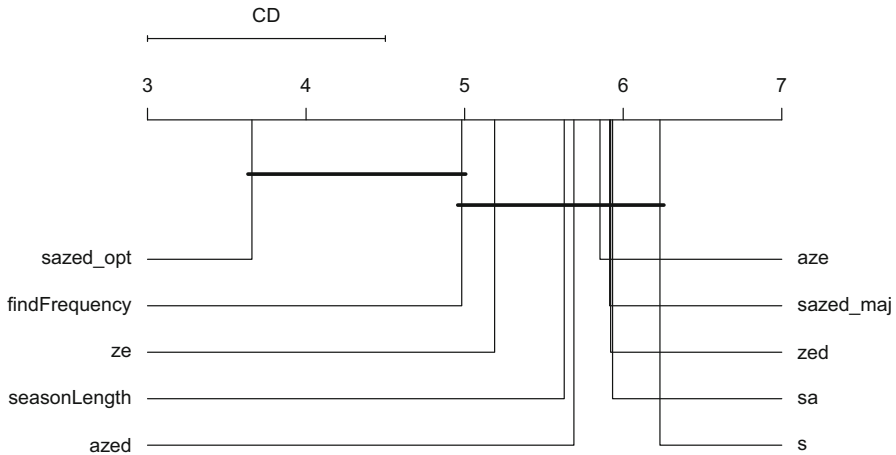 CD
3 4 5 6 7
sazed_opt aze
findFrequency sazed_maj
ze zed
seasonLength sa
azed s